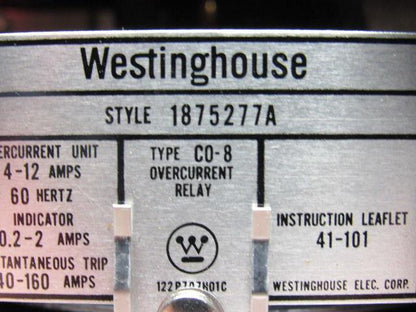 Westinghouse
STYLE 1875277A
ERCURRENT UNIT
4-12 AMPS
60 HERTZ
INDICATOR
0.2-2 AMPS
STANTANEOUS TRIP
40-160 AMPS
TYPE CO-8
OVERCURRENT
RELAY
W
INSTRUCTION LEAFLET
41-101
WESTINGHOUSE ELEC. CORP.